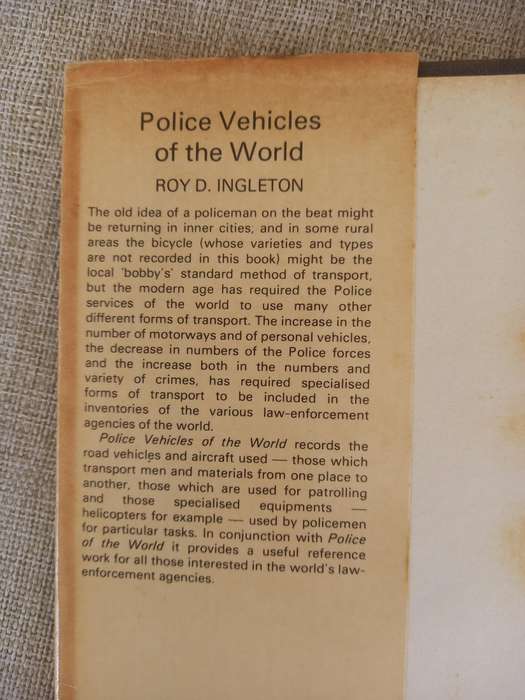 Police Vehicles
of the World
ROY D. INGLETON
The old idea of a policeman on the beat might
be returning in inner cities, and in some rural
areas the bicycle (whose varieties and types
are not recorded in this book) might be the
local 'bobby's' standard method of transport,
but the modern age has required the Police
services of the world to use many other
different forms of transport. The increase in the
number of motorways and of personal vehicles,
the decrease in numbers of the Police forces
and the increase both in the numbers and
variety of crimes, has required specialised
forms of transport to be included in the
inventories of the various law-enforcement
agencies of the world.
Police Vehicles of the World records the
road vehicles and aircraft used — those which
transport men and materials from one place to
another, those which are used for patrolling
and those specialised equipments —
helicopters for example — used by policemen
for particular tasks. In conjunction with Police
of the World it provides a useful reference
work for all those interested in the world's law-
enforcement agencies.